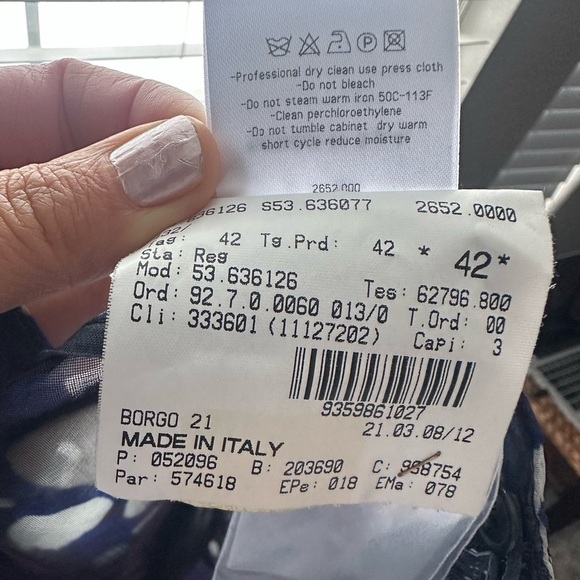 -Professional dry clean use press cloth
-Do not bleach
-Do not steam warm iron 50C-113F
-Clean perchloroethylene
-Do not tumble cabinet dry warm
short cycle reduce moisture
2652.000
S53.636077 2652.0000
42 Tg.Prd: 42 * 42*
Sta: Reg
Mod: 53.636126 Tes: 62796.800
Ord: 92.7.0.0060 013/0 T.Ord: 00
Cli: 333601 (11127202) Capi: 3
9359861027
BORGO 21 21.03.08/12
MADE IN ITALY
P: 052096 B: 203690 C: 938754
Par: 574618 EPe: 018 EMa: 078